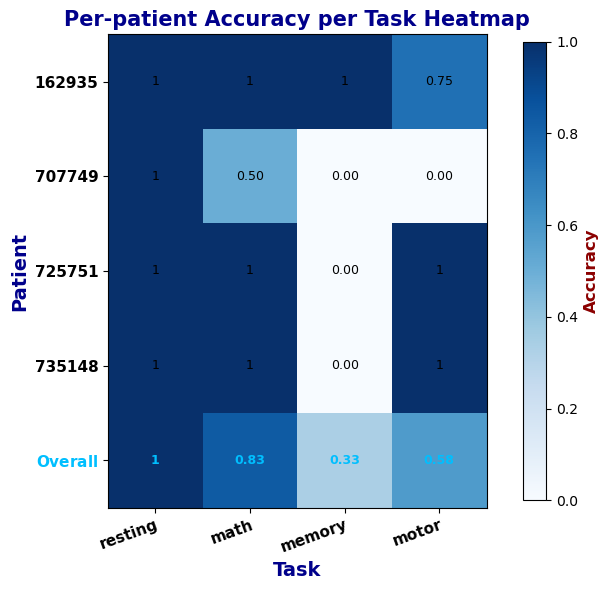 Per-patient Accuracy per Task Heatmap
162935 1 1 1 0.75
707749 1 0.50 0.00 0.00
725751 1 1 0.00 1
735148 1 1 0.00 1
Overall 1 0.83 0.33
resting math memory motor
Task
Patient
1.0
0.8
0.6
0.4
0.2
0.0
Accuracy